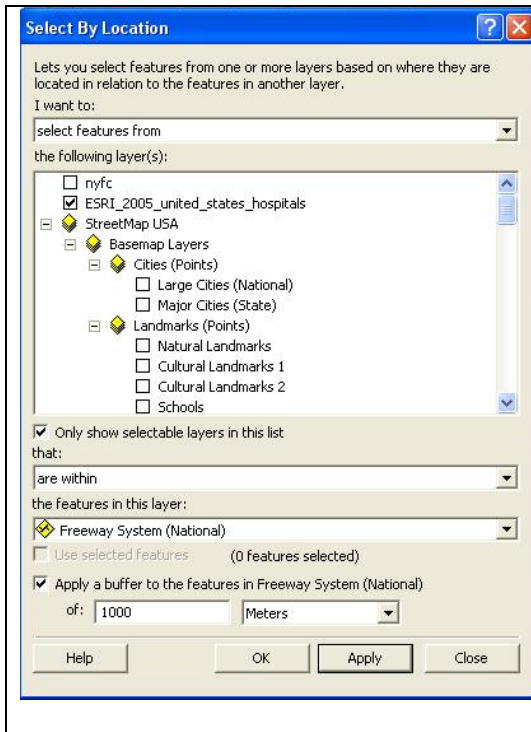 Select By Location
Lets you select features from one or more layers based on where they are
located in relation to the features in another layer.
I want to:
select features from
the following layer(s):
nyfc
ESRI_2005_united_states_hospitals
StreetMap USA
Basemap Layers
Cities (Points)
Large Cities (National)
Major Cities (State)
Landmarks (Points)
Natural Landmarks
Cultural Landmarks 1
Cultural Landmarks 2
Schools
Only show selectable layers in this list
that:
are within
the features in this layer:
Freeway System (National)
Use selected features (0 features selected)
Apply a buffer to the features in Freeway System (National)
of: 1000 Meters
Help OK Apply Close